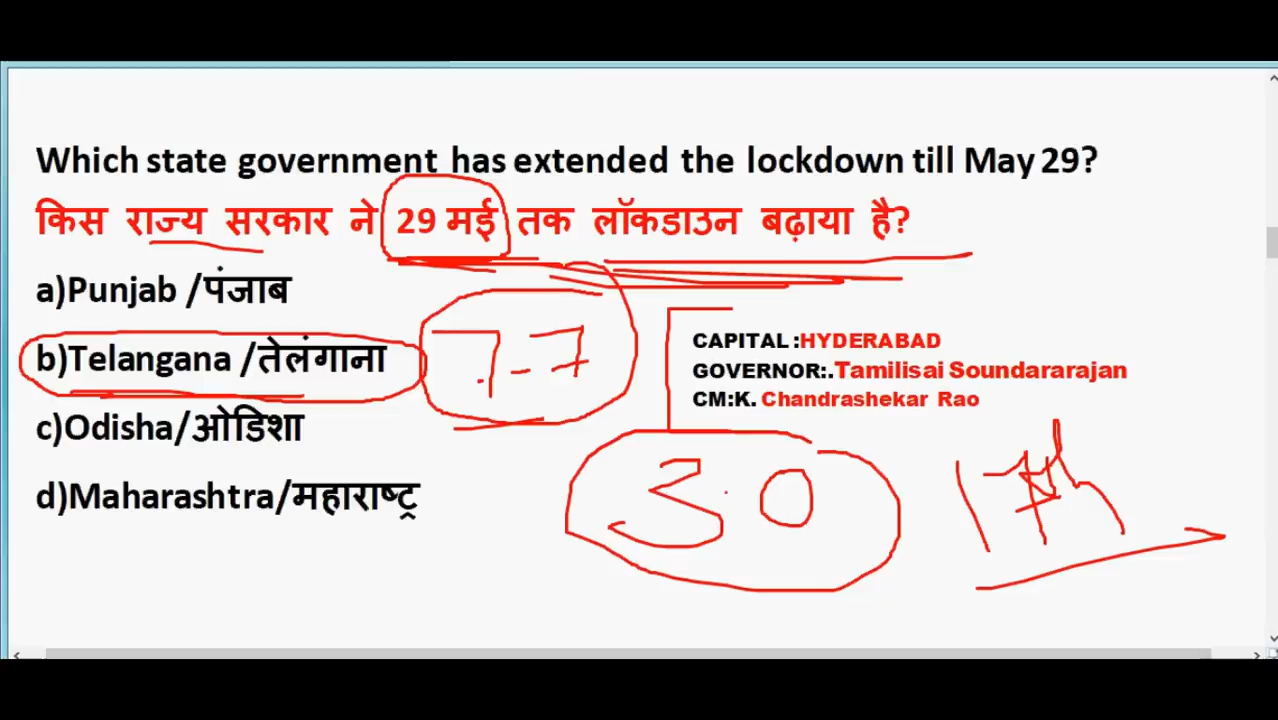 Which state government has extended the lockdown till May 29?
किस राज्य सरकार ने 29 मई तक लॉकडाउन बढ़ाया है?
a)Punjab /पंजाब
b)Telangana /तेलंगाना
7-7
CAPITAL :HYDERABAD
GOVERNOR:.Tamilisai Soundararajan
CM:K. Chandrashekar Rao
c)Odisha/ओडिशा
30
d)Maharashtra/महाराष्ट्र